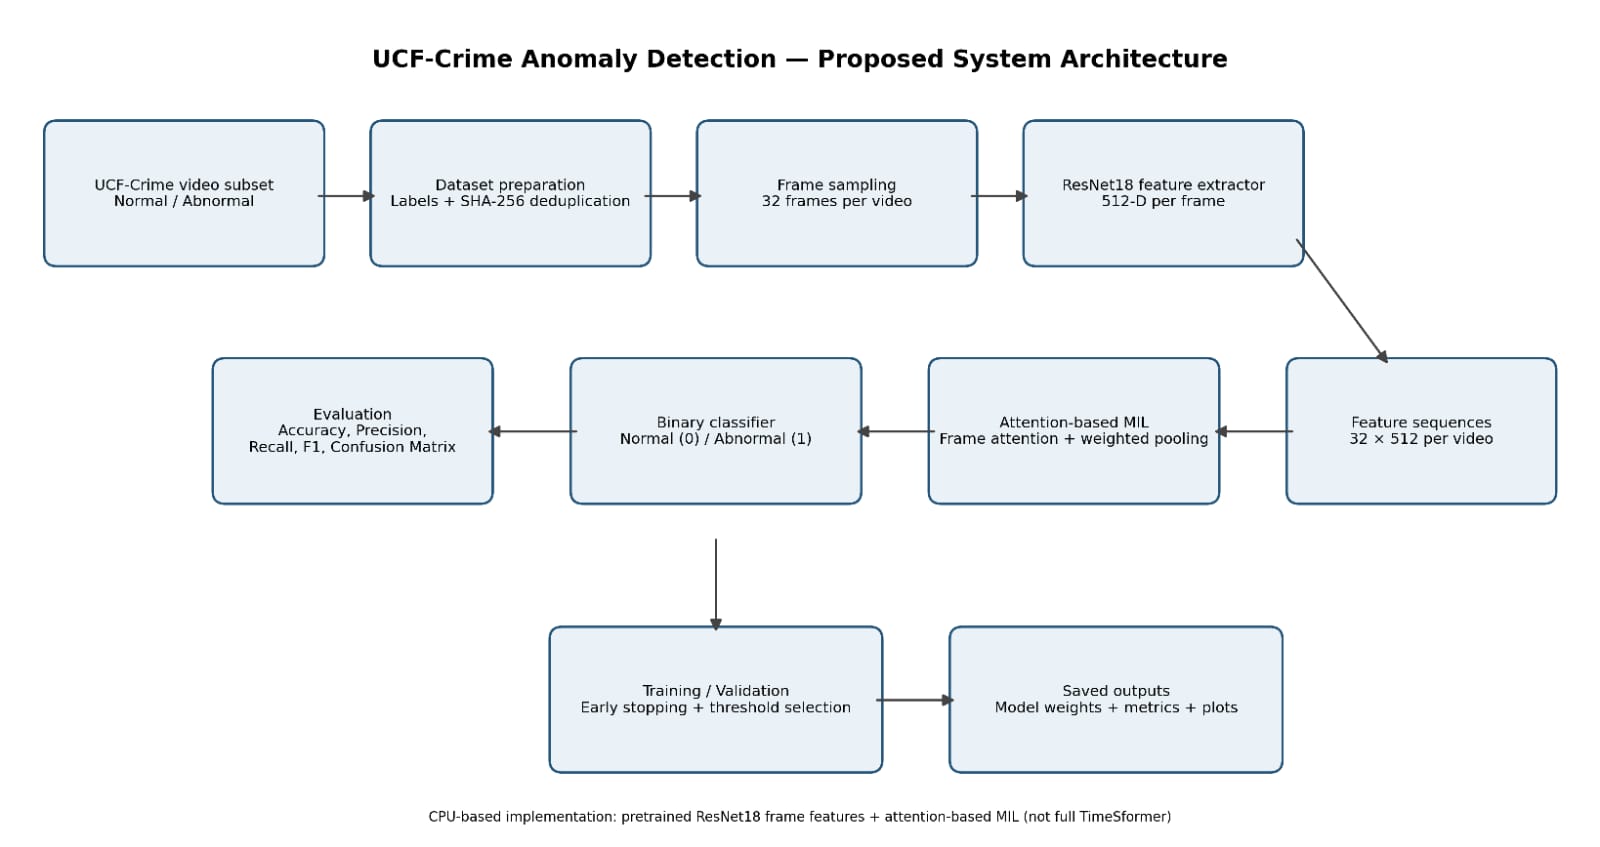 UCF-Crime Anomaly Detection — Proposed System Architecture
UCF-Crime video subset
Normal / Abnormal
Dataset preparation
Labels + SHA-256 deduplication
Frame sampling
32 frames per video
ResNet18 feature extractor
512-D per frame
Feature sequences
32 × 512 per video
Attention-based MIL
Frame attention + weighted pooling
Binary classifier
Normal (0) / Abnormal (1)
Evaluation
Accuracy, Precision,
Recall, F1, Confusion Matrix
Training / Validation
Early stopping + threshold selection
Saved outputs
Model weights + metrics + plots
CPU-based implementation: pretrained ResNet18 frame features + attention-based MIL (not full TimeSformer)